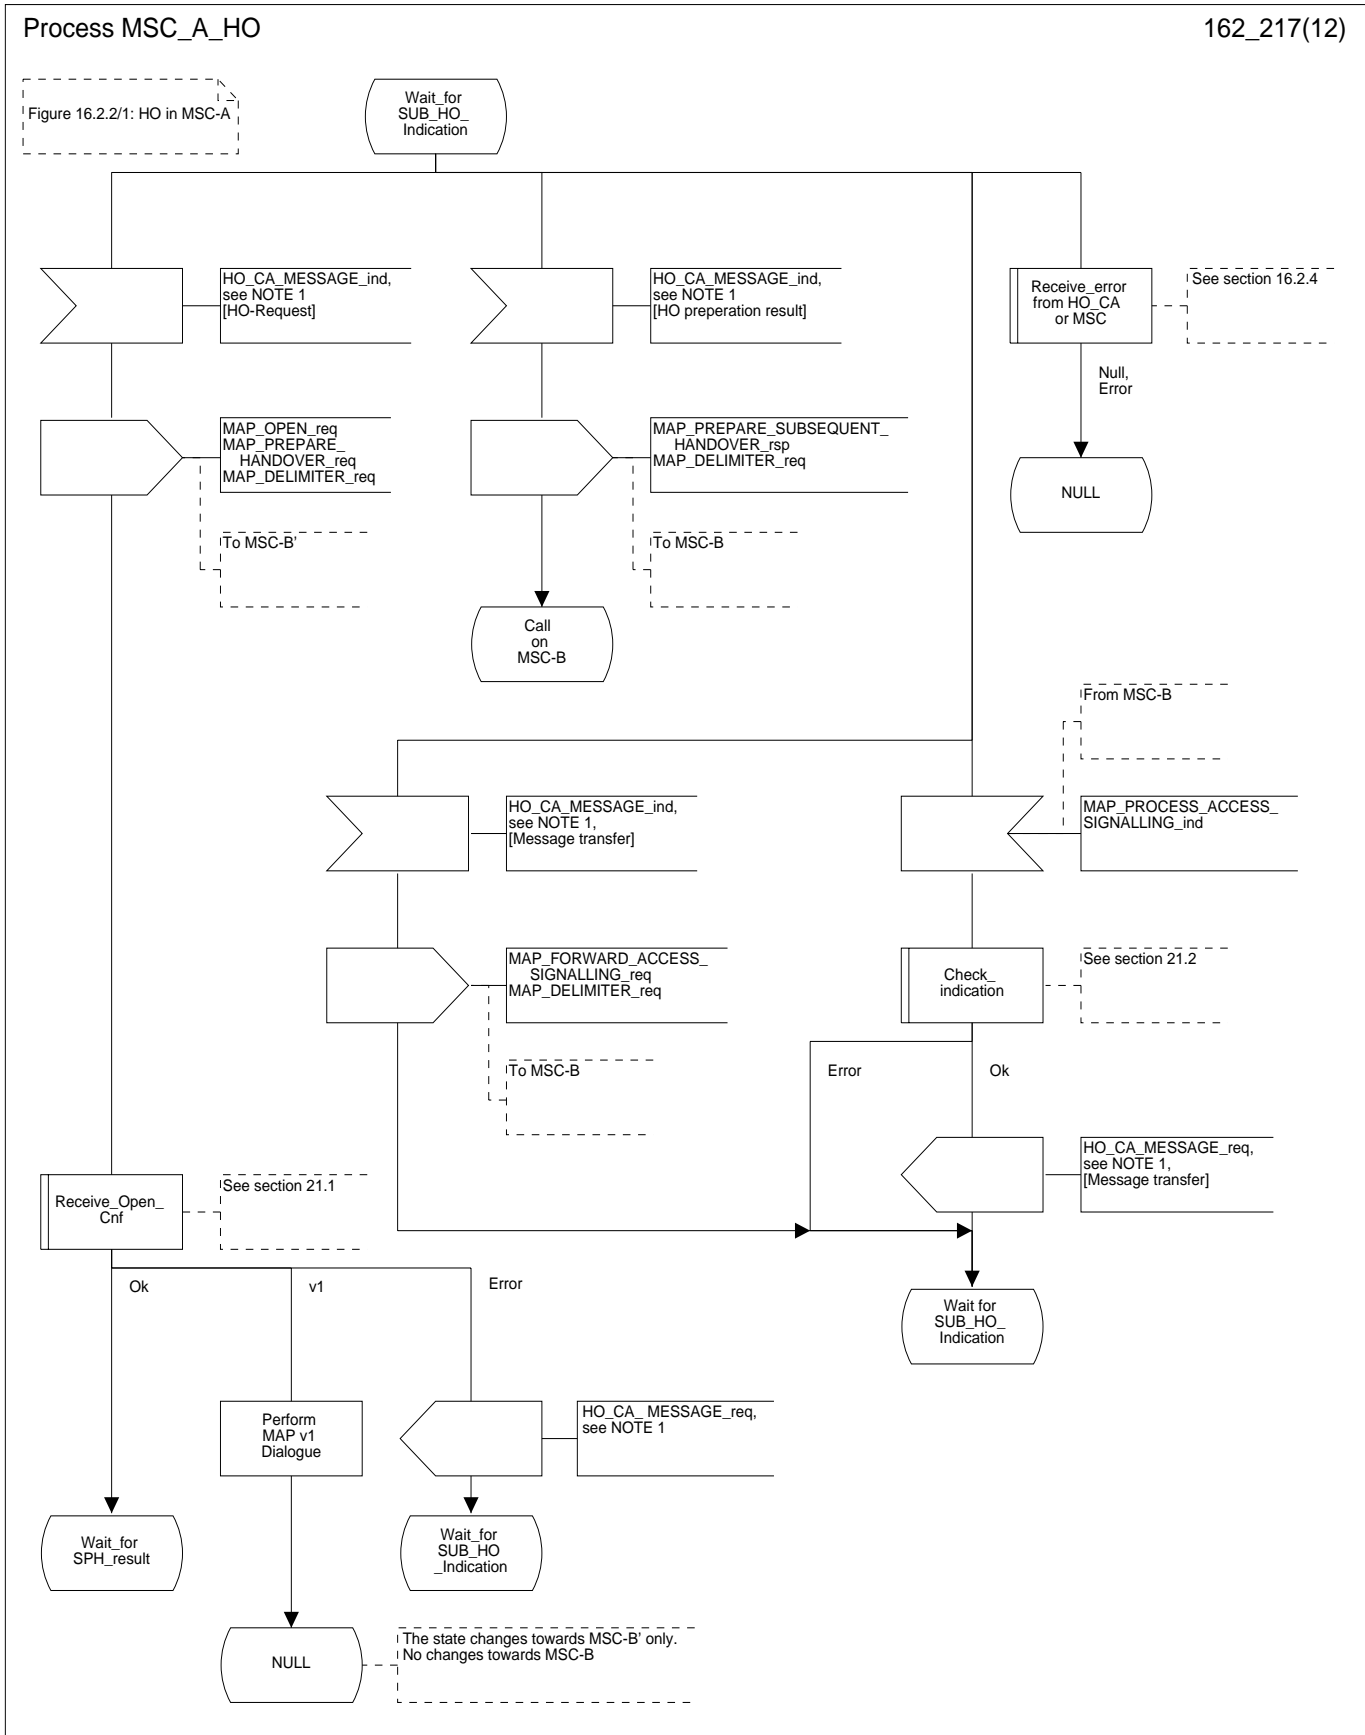 Process MSC_A_HO
162_217(12)
Figure 16.2.2/1: HO in MSC-A
Wait_for
SUB_HO_
Indication
HO_CA_MESSAGE_ind,
see NOTE 1
[HO-Request]
HO_CA_MESSAGE_ind,
see NOTE 1
[HO preperation result]
Receive_error
from HO_CA
or MSC
See section 16.2.4
Null,
Error
MAP_OPEN_req
MAP_PREPARE_
HANDOVER_req
MAP_DELIMITER_req
MAP_PREPARE_SUBSEQUENT_
HANDOVER_rsp
MAP_DELIMITER_req
NULL
To MSC-B'
To MSC-B
Call
on
MSC-B
From MSC-B
HO_CA_MESSAGE_ind,
see NOTE 1,
[Message transfer]
MAP_PROCESS_ACCESS_
SIGNALLING_ind
MAP_FORWARD_ACCESS_
SIGNALLING_req
MAP_DELIMITER_req
Check_
indication
See section 21.2
To MSC-B
Error
Ok
HO_CA_MESSAGE_req,
see NOTE 1,
[Message transfer]
Receive_Open_
Cnf
See section 21.1
Ok
v1
Error
Wait for
SUB_HO_
Indication
Perform
MAP v1
Dialogue
HO_CA_ MESSAGE_req,
see NOTE 1
Wait_for
SPH_result
Wait_for
SUB_HO
_Indication
NULL
The state changes towards MSC-B' only.
No changes towards MSC-B